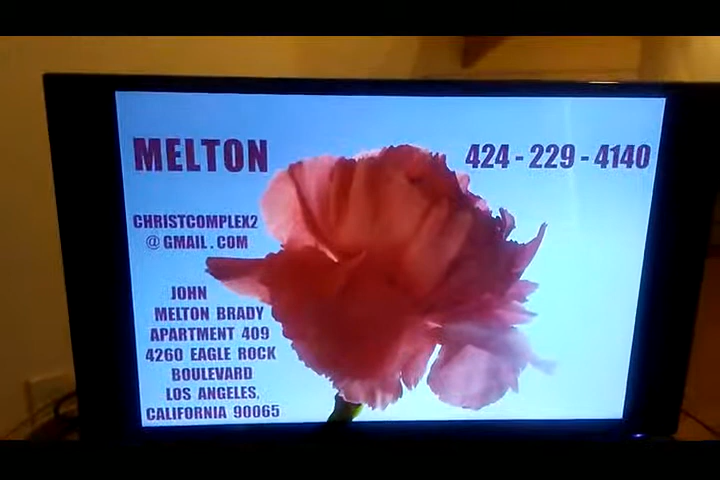 MELTON
424 - 229 - 4140
CHRISTCOMPLEX2
@ GMAIL . COM
JOHN
MELTON BRADY
APARTMENT 409
4260 EAGLE ROCK
BOULEVARD
LOS ANGELES,
CALIFORNIA 90065